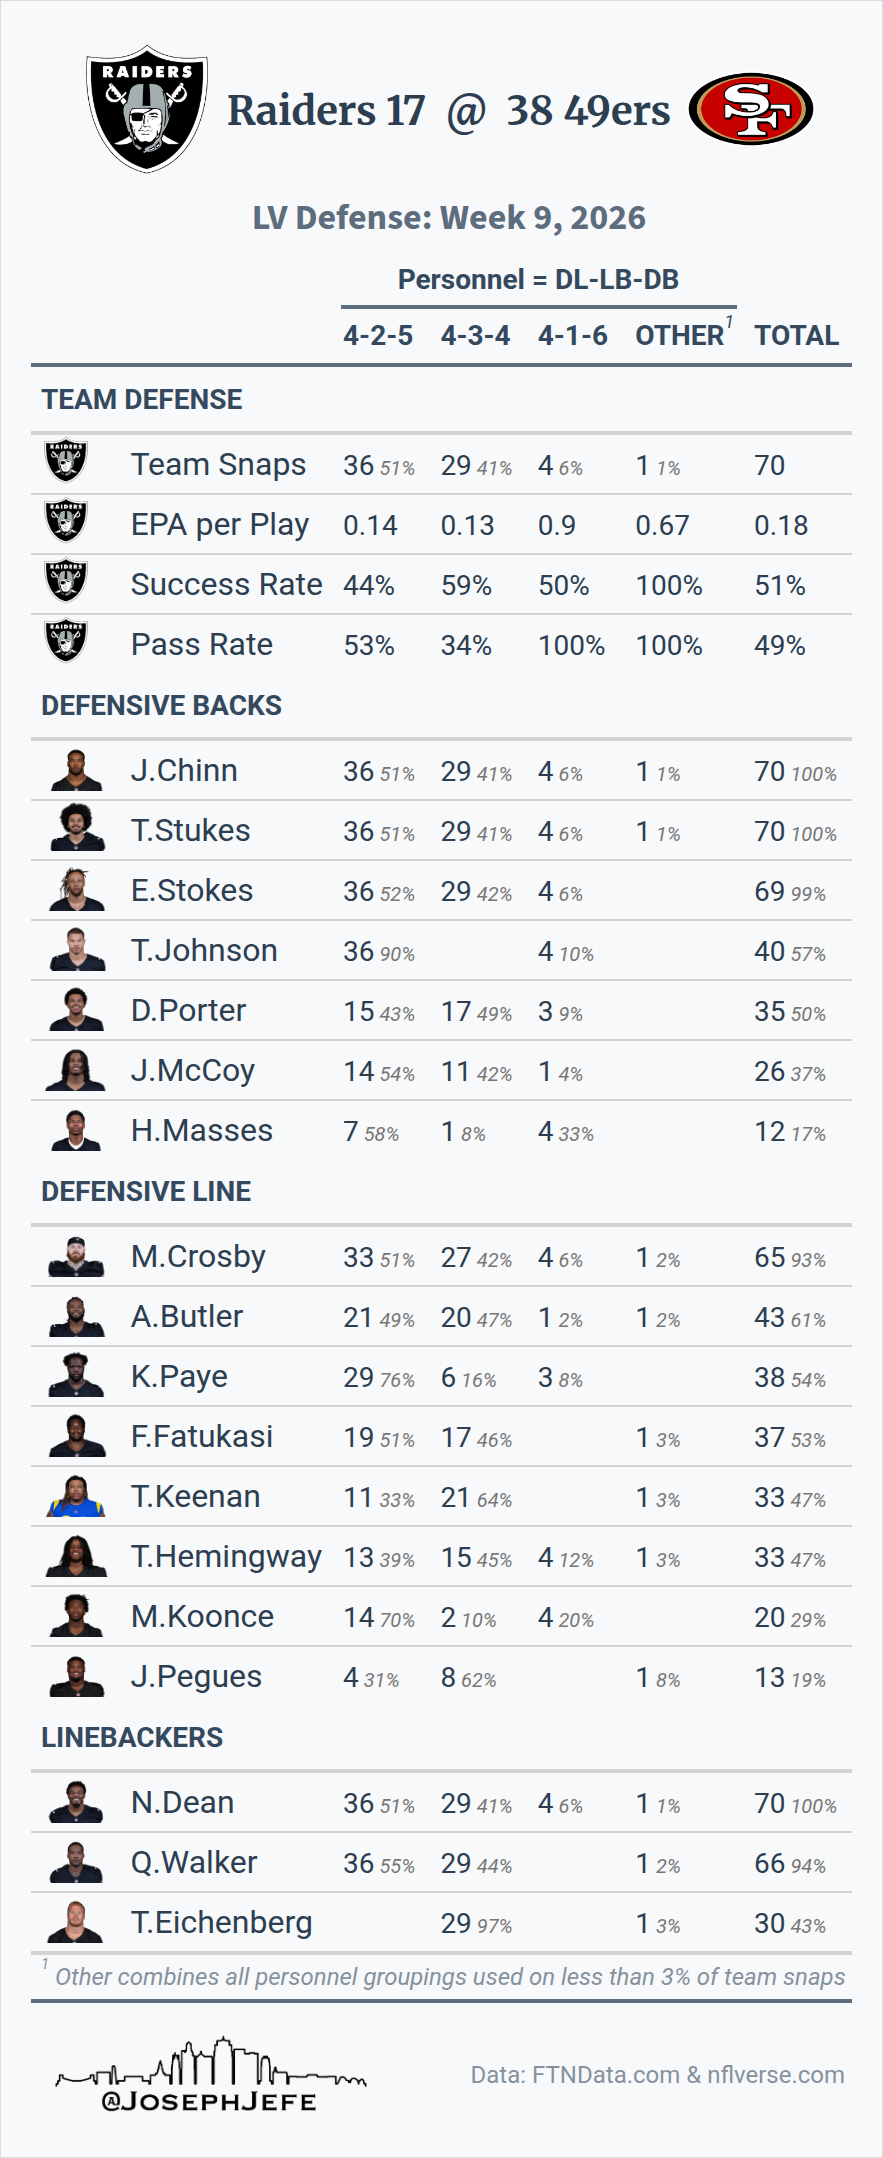 RAIDERS
Raiders 17 @ 38 49ers
SF
LV Defense: Week 9, 2026
Personnel = DL-LB-DB
4-2-5 4-3-4 4-1-6 OTHER1 TOTAL
TEAM DEFENSE
RAIDERS Team Snaps 36 51% 29 41% 4 6% 1 1% 70
RAIDERS EPA per Play 0.14 0.13 0.9 0.67 0.18
RAIDERS Success Rate 44% 59% 50% 100% 51%
RAIDERS Pass Rate 53% 34% 100% 100% 49%
DEFENSIVE BACKS
J.Chinn 36 51% 29 41% 4 6% 1 1% 70 100%
T.Stukes 36 51% 29 41% 4 6% 1 1% 70 100%
E.Stokes 36 52% 29 42% 4 6% 69 99%
T.Johnson 36 90% 4 10% 40 57%
D.Porter 15 43% 17 49% 3 9% 35 50%
J.McCoy 14 54% 11 42% 1 4% 26 37%
H.Masses 7 58% 1 8% 4 33% 12 17%
DEFENSIVE LINE
M.Crosby 33 51% 27 42% 4 6% 1 2% 65 93%
A.Butler 21 49% 20 47% 1 2% 1 2% 43 61%
K.Paye 29 76% 6 16% 3 8% 38 54%
F.Fatukasi 19 51% 17 46% 1 3% 37 53%
T.Keenan 11 33% 21 64% 1 3% 33 47%
T.Hemingway 13 39% 15 45% 4 12% 1 3% 33 47%
M.Koonce 14 70% 2 10% 4 20% 20 29%
J.Pegues 4 31% 8 62% 1 8% 13 19%
LINEBACKERS
N.Dean 36 51% 29 41% 4 6% 1 1% 70 100%
Q.Walker 36 55% 29 44% 1 2% 66 94%
T.Eichenberg 29 97% 1 3% 30 43%
1 Other combines all personnel groupings used on less than 3% of team snaps
@JosephJefe
Data: FTNData.com & nflverse.com